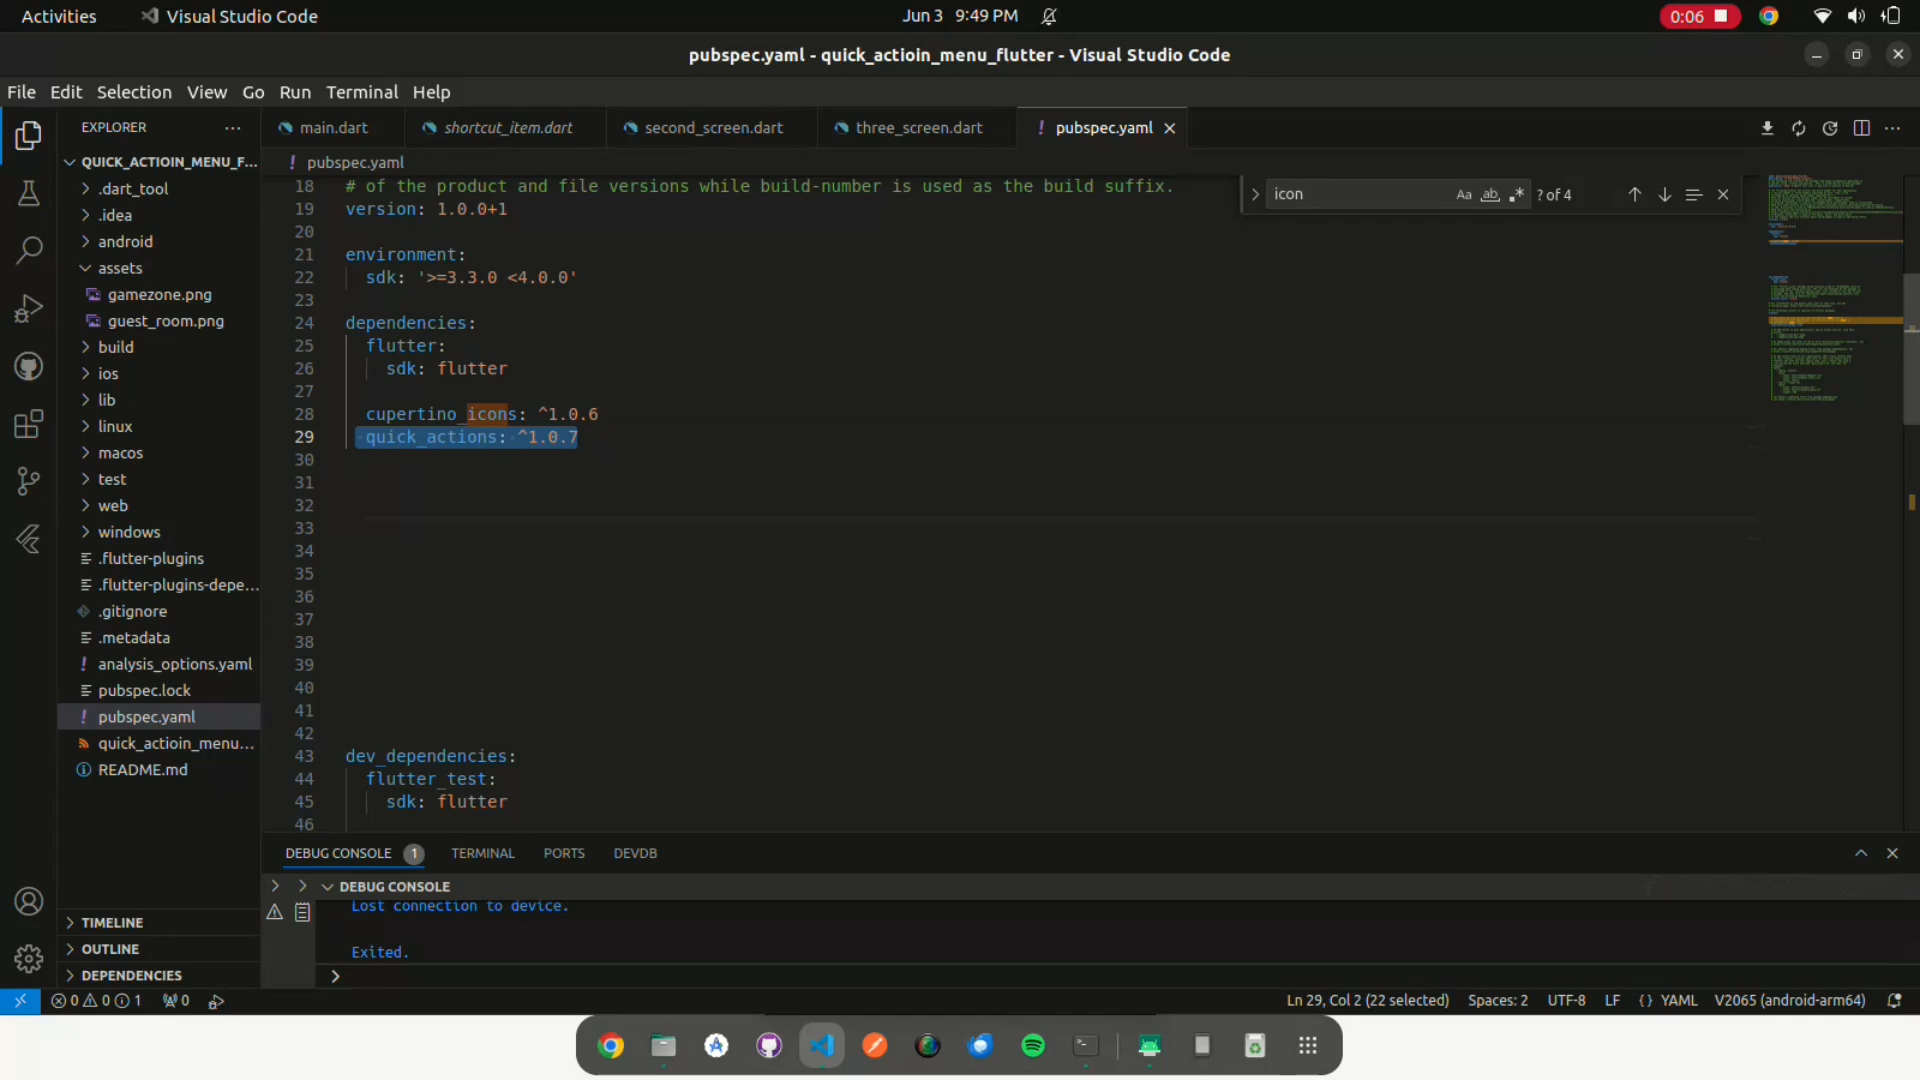 Activities
Visual Studio Code
Jun 3 9:49 PM
0:06
pubspec.yaml - quick_actioin_menu_flutter - Visual Studio Code
File Edit Selection View Go Run Terminal Help
EXPLORER
main.dart
shortcut_item.dart
second_screen.dart
three_screen.dart
! pubspec.yaml
QUICK_ACTIOIN_MENU_F...
.dart_tool
.idea
android
assets
gamezone.png
guest_room.png
build
ios
lib
linux
macos
test
web
windows
.flutter-plugins
.flutter-plugins-depe...
.gitignore
.metadata
! analysis_options.yaml
pubspec.lock
! pubspec.yaml
quick_actioin_menu...
README.md
TIMELINE
OUTLINE
DEPENDENCIES
! pubspec.yaml
icon
Aa ab .* ? of 4
18 # of the product and file versions while build-number is used as the build suffix.
19 version: 1.0.0+1
20
21 environment:
22 sdk: '>=3.3.0 <4.0.0'
23
24 dependencies:
25 flutter:
26 sdk: flutter
27
28 cupertino_icons: ^1.0.6
29 quick_actions: ^1.0.7
30
31
32
33
34
35
36
37
38
39
40
41
42
43 dev_dependencies:
44 flutter_test:
45 sdk: flutter
46
DEBUG CONSOLE 1 TERMINAL PORTS DEVDB
DEBUG CONSOLE
Lost connection to device.
Exited.
0 0 1 0
Ln 29, Col 2 (22 selected) Spaces: 2 UTF-8 LF {} YAML V2065 (android-arm64)